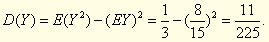 D(Y) = E(Y²) − (EY)² = 1/3 − (8/15)² = 11/225.